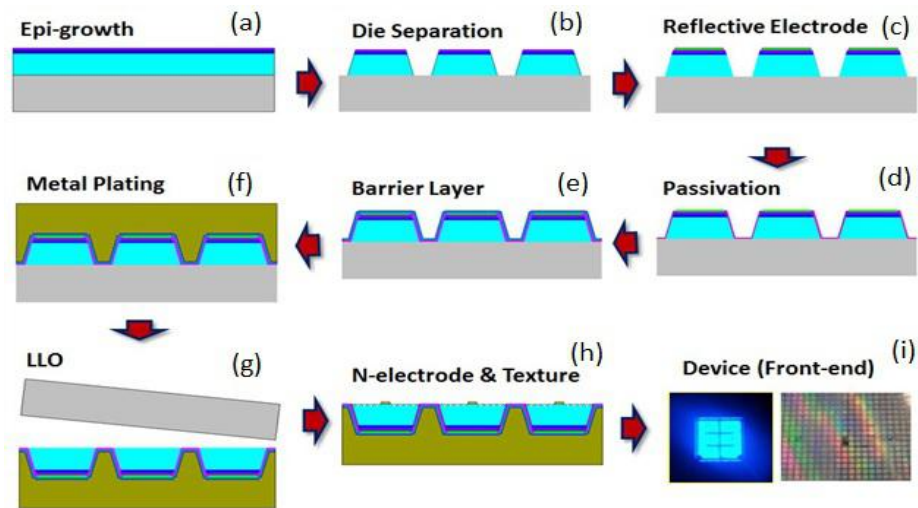 Epi-growth (a)
Die Separation (b)
Reflective Electrode (c)
Passivation (d)
Barrier Layer (e)
Metal Plating (f)
LLO (g)
N-electrode & Texture (h)
Device (Front-end) (i)